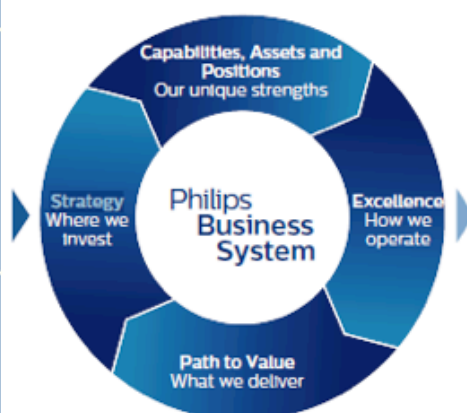 Capabilities, Assets and
Positions
Our unique strengths
Strategy
Where we
invest
Philips
Business
System
Excellence
How we
operate
Path to Value
What we deliver